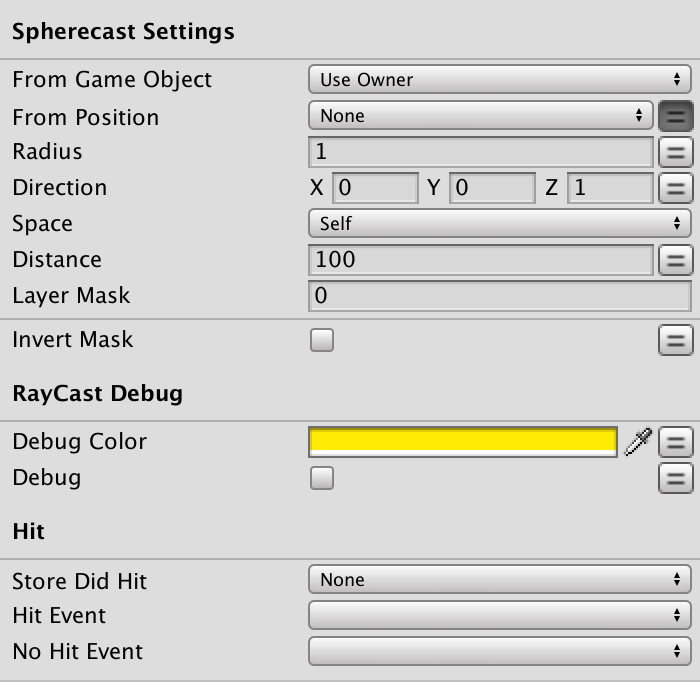 Spherecast Settings
From Game Object Use Owner
From Position None
Radius 1
Direction X 0 Y 0 Z 1
Space Self
Distance 100
Layer Mask 0
Invert Mask
RayCast Debug
Debug Color
Debug
Hit
Store Did Hit None
Hit Event
No Hit Event